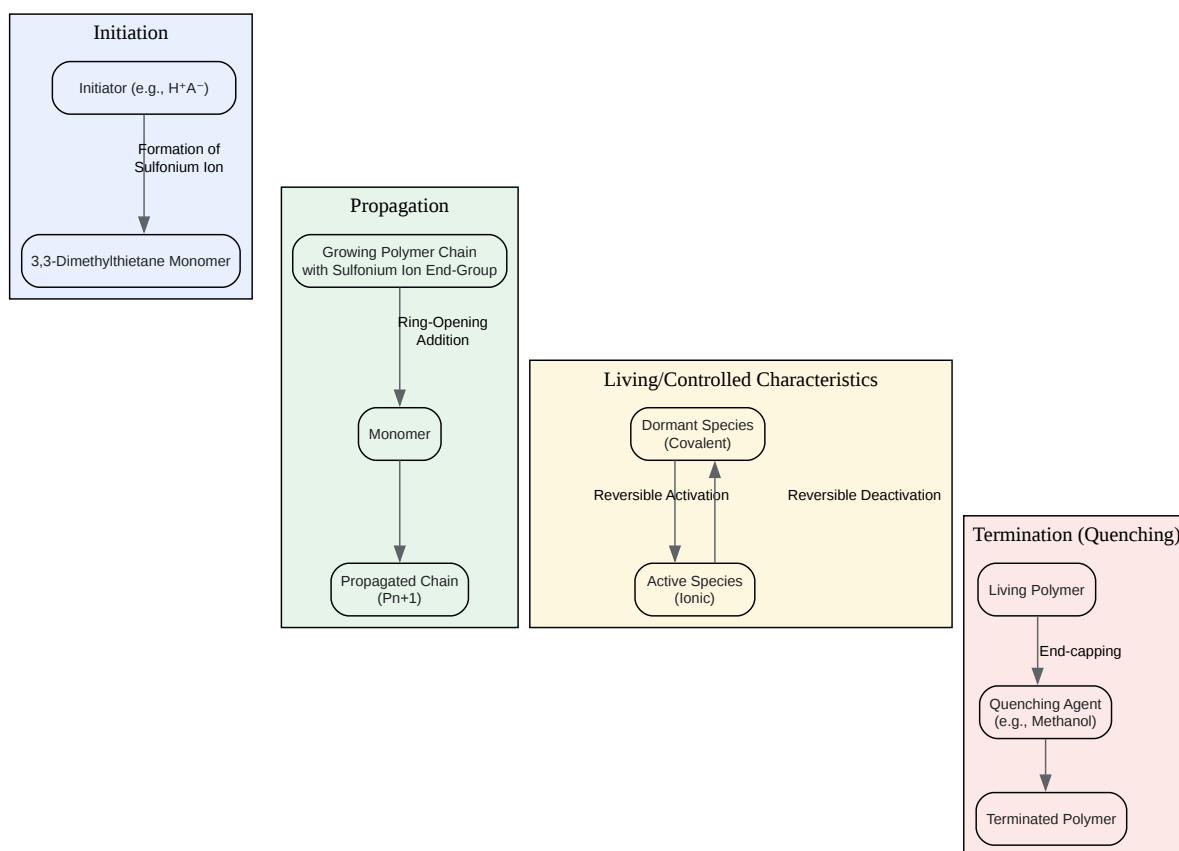 Initiation
Initiator (e.g., H⁺A⁻)
Formation of
Sulfonium Ion
3,3-Dimethylthietane Monomer
Propagation
Growing Polymer Chain
with Sulfonium Ion End-Group
Ring-Opening
Addition
Monomer
Propagated Chain
(Pn+1)
Living/Controlled Characteristics
Dormant Species
(Covalent)
Reversible Activation
Reversible Deactivation
Active Species
(Ionic)
Termination (Quenching)
Living Polymer
End-capping
Quenching Agent
(e.g., Methanol)
Terminated Polymer